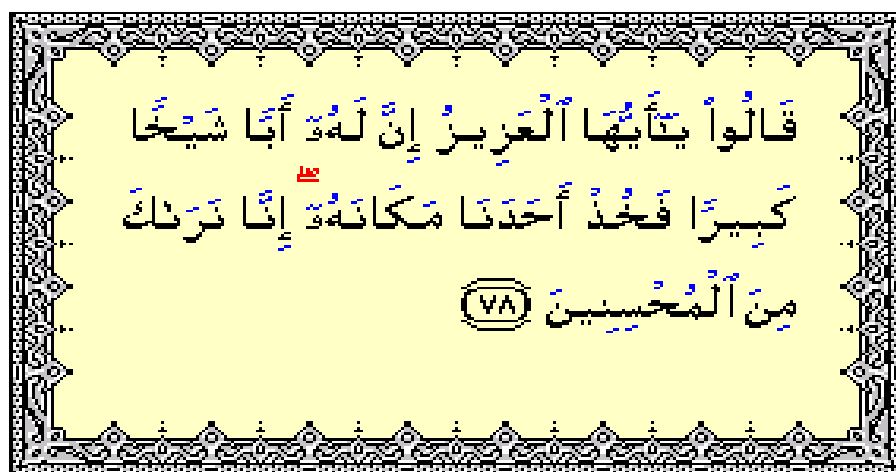 قَالُوا۟ يَـٰٓأَيُّهَا ٱلْعَزِيزُ إِنَّ لَهُۥٓ أَبًا شَيْخًا
كَبِيرًا فَخُذْ أَحَدَنَا مَكَانَهُۥٓ ۖ إِنَّا نَرَىٰكَ
مِنَ ٱلْمُحْسِنِينَ ٧٨